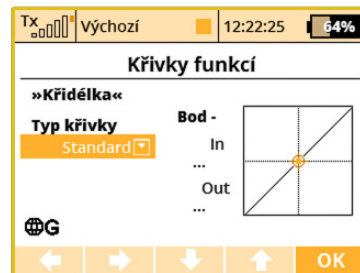 Tx Výchozí 12:22:25 64%
Křivky funkcí
»Křidélka«
Typ křivky
Standard
Bod -
In
...
Out
...
G
OK